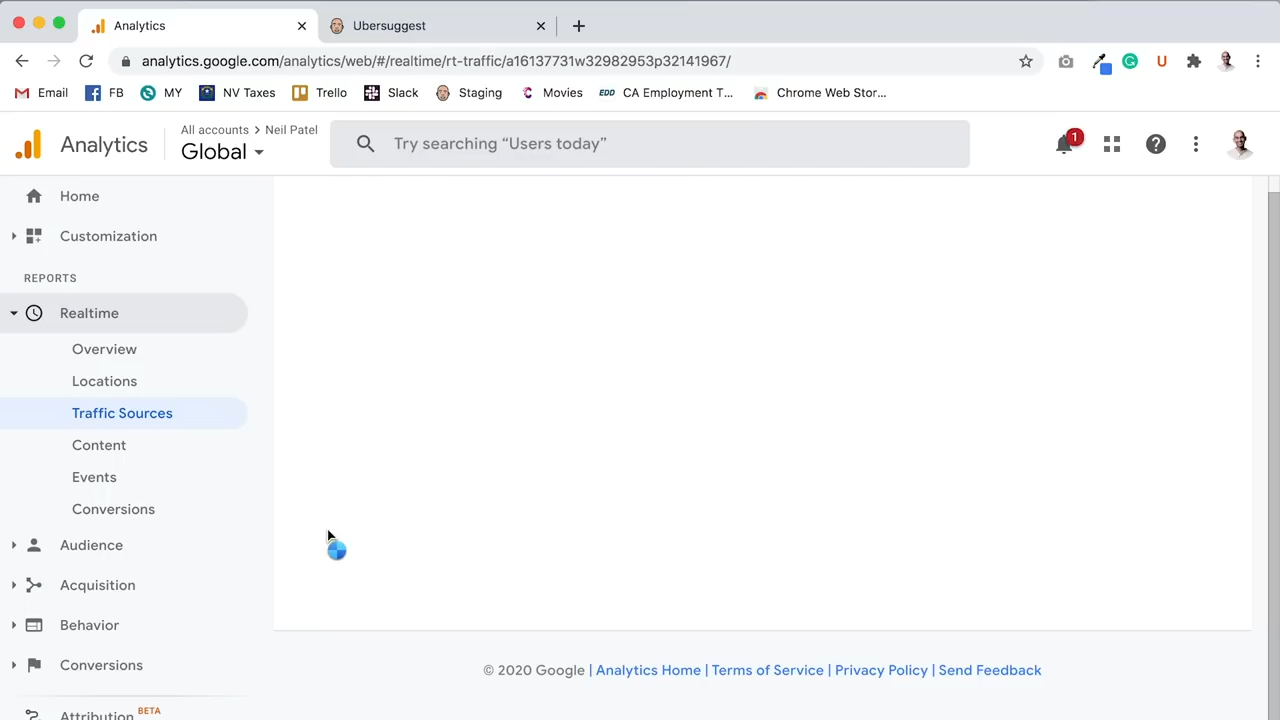 Analytics
Ubersuggest
analytics.google.com/analytics/web/#/realtime/rt-traffic/a16137731w32982953p32141967/
Email FB MY NV Taxes Trello Slack Staging Movies EDD CA Employment T... Chrome Web Stor...
Analytics
All accounts > Neil Patel
Global
Try searching “Users today”
1
Home
Customization
REPORTS
Realtime
Overview
Locations
Traffic Sources
Content
Events
Conversions
Audience
Acquisition
Behavior
Conversions
Attribution BETA
© 2020 Google | Analytics Home | Terms of Service | Privacy Policy | Send Feedback